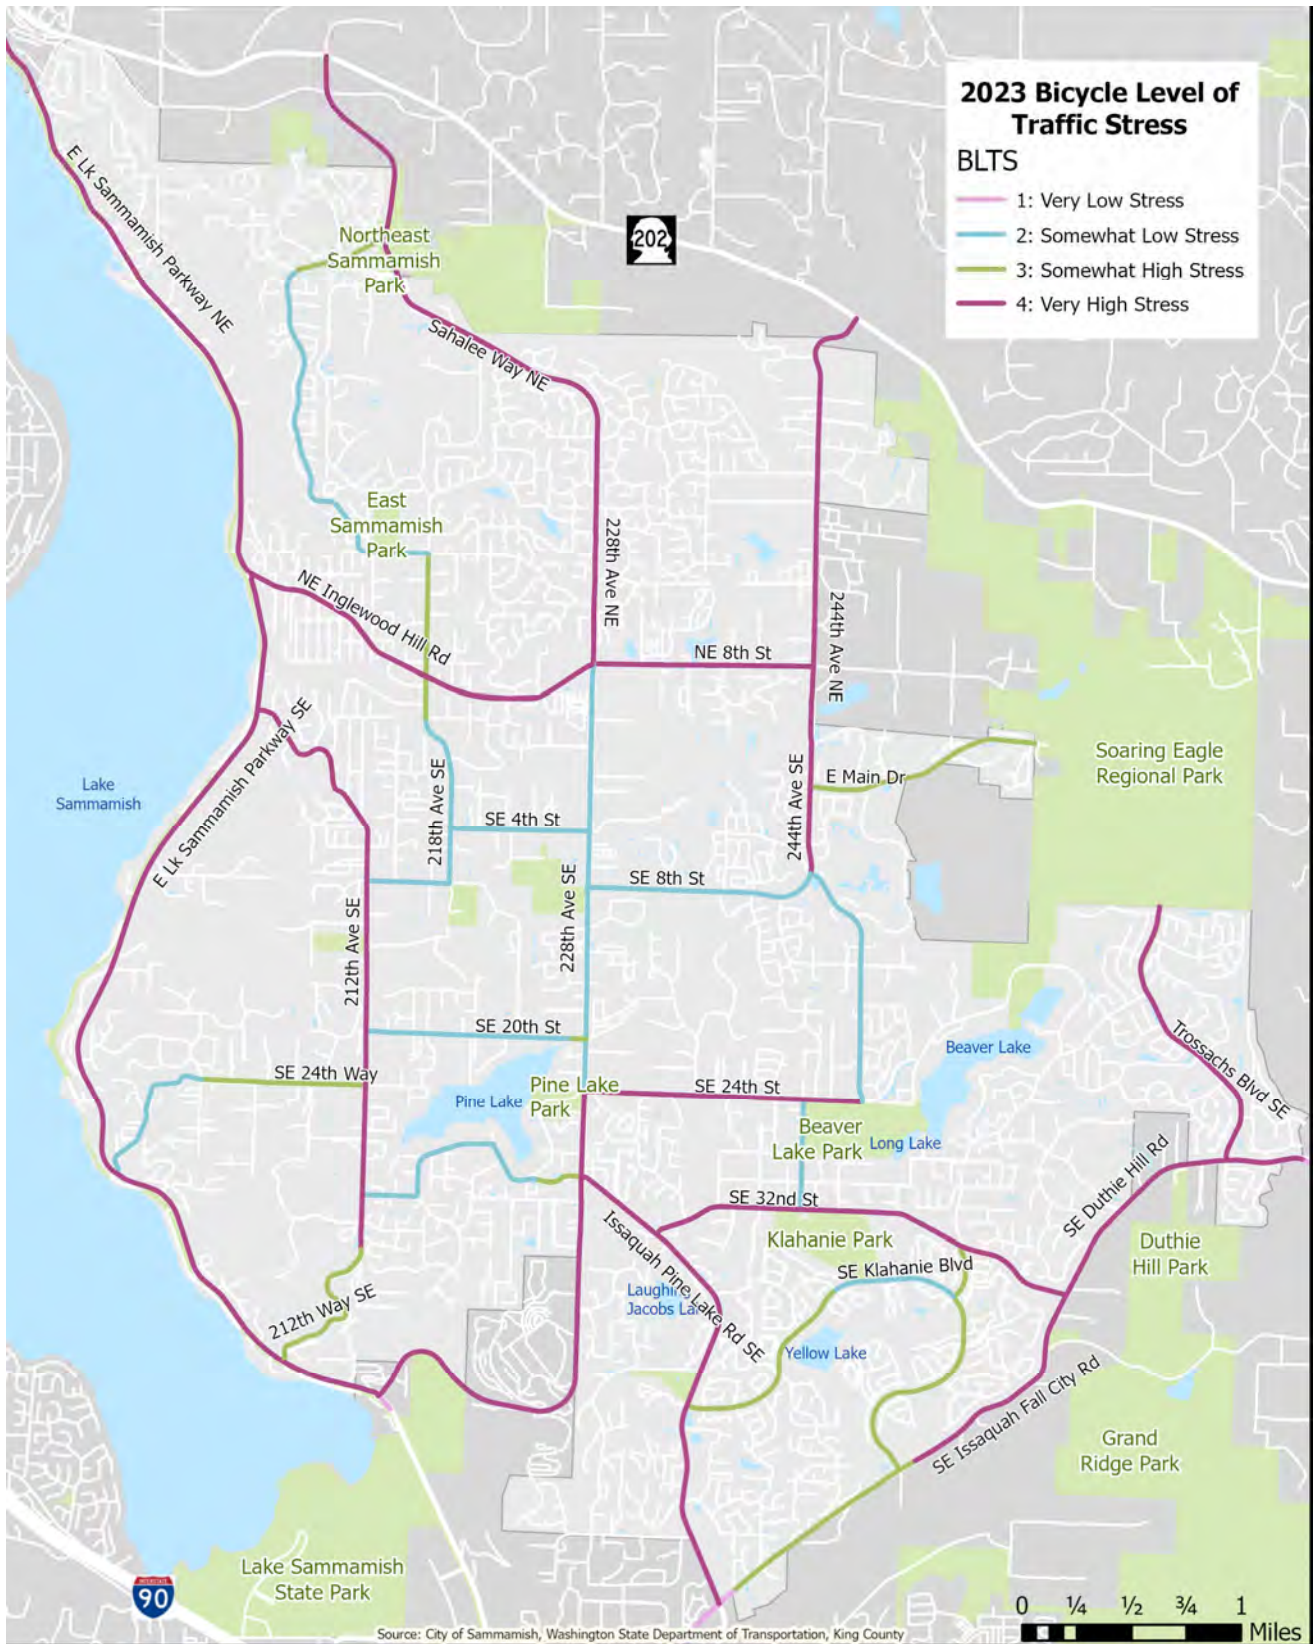 2023 Bicycle Level of
Traffic Stress
BLTS
1: Very Low Stress
2: Somewhat Low Stress
3: Somewhat High Stress
4: Very High Stress
E Lk Sammamish Parkway NE
202
Northeast
Sammamish
Park
Sahalee Way NE
East
Sammamish
Park
228th Ave NE
NE Inglewood Hill Rd
244th Ave NE
NE 8th St
E Lk Sammamish Parkway SE
Soaring Eagle
Regional Park
Lake
Sammamish
218th Ave SE
244th Ave SE
E Main Dr
SE 4th St
228th Ave SE
SE 8th St
212th Ave SE
SE 20th St
Beaver Lake
Trossachs Blvd SE
SE 24th Way
Pine Lake
Pine Lake
Park
SE 24th St
Beaver
Lake Park
Long Lake
SE Duthie Hill Rd
SE 32nd St
Issaquah Pine Lake Rd SE
Klahanie Park
Duthie
Hill Park
SE Klahanie Blvd
Laughing
Jacobs La
212th Way SE
Yellow Lake
SE Issaquah Fall City Rd
Grand
Ridge Park
Lake Sammamish
State Park
INTERSTATE
90
0 ¼ ½ ¾ 1
Miles
Source: City of Sammamish, Washington State Department of Transportation, King County